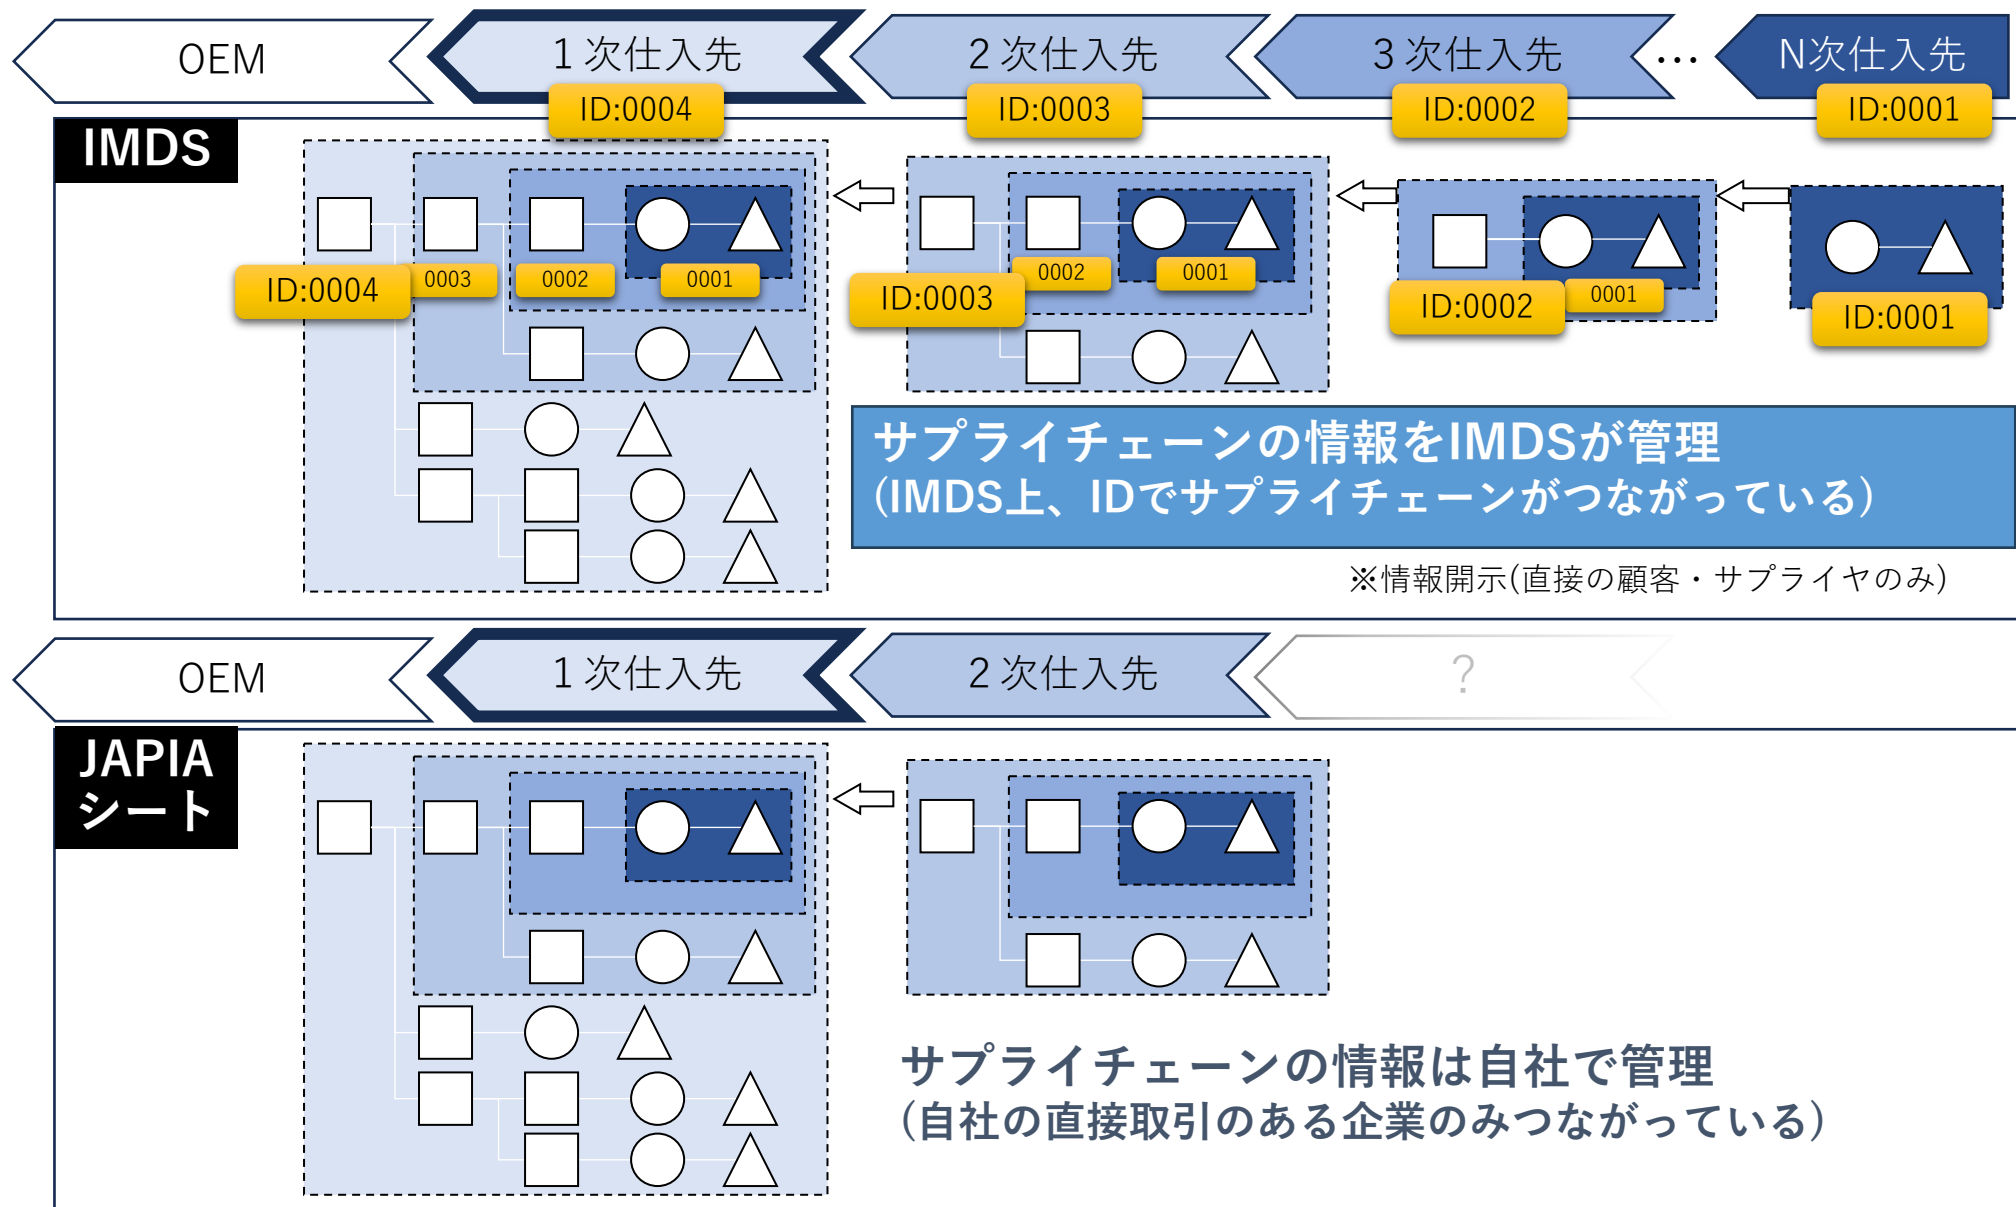 OEM
１次仕入先
２次仕入先
３次仕入先
…
N次仕入先
ID:0004
ID:0003
ID:0002
ID:0001
IMDS
ID:0004
0003
0002
0001
ID:0003
0002
0001
ID:0002
0001
ID:0001
サプライチェーンの情報をIMDSが管理
(IMDS上、IDでサプライチェーンがつながっている)
※情報開示(直接の顧客・サプライヤのみ)
OEM
１次仕入先
２次仕入先
？
JAPIA
シート
サプライチェーンの情報は自社で管理
(自社の直接取引のある企業のみつながっている)